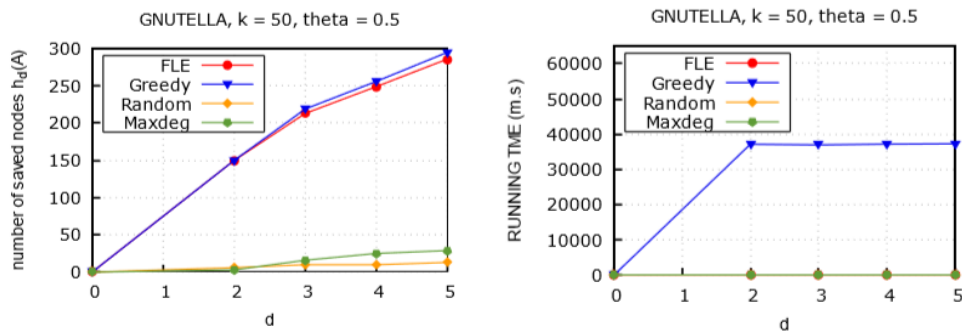 GNUTELLA, k = 50, theta = 0.5
number of saved nodes h_d(A)
300
250
200
150
100
50
0
FLE
Greedy
Random
Maxdeg
0 1 2 3 4 5
d
GNUTELLA, k = 50, theta = 0.5
RUNNING TME (m.s)
60000
50000
40000
30000
20000
10000
0
FLE
Greedy
Random
Maxdeg
0 1 2 3 4 5
d